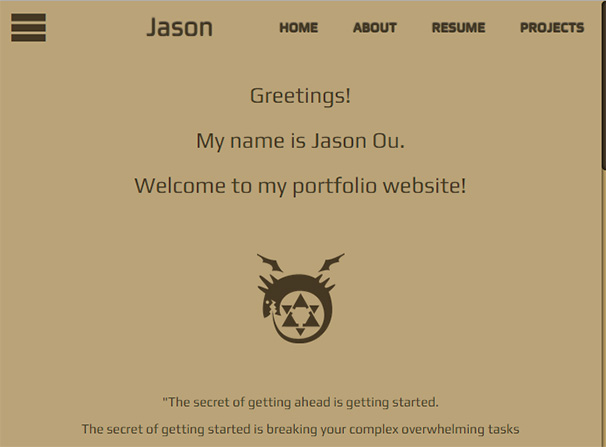 Jason
HOME ABOUT RESUME PROJECTS
Greetings!
My name is Jason Ou.
Welcome to my portfolio website!
"The secret of getting ahead is getting started.
The secret of getting started is breaking your complex overwhelming tasks